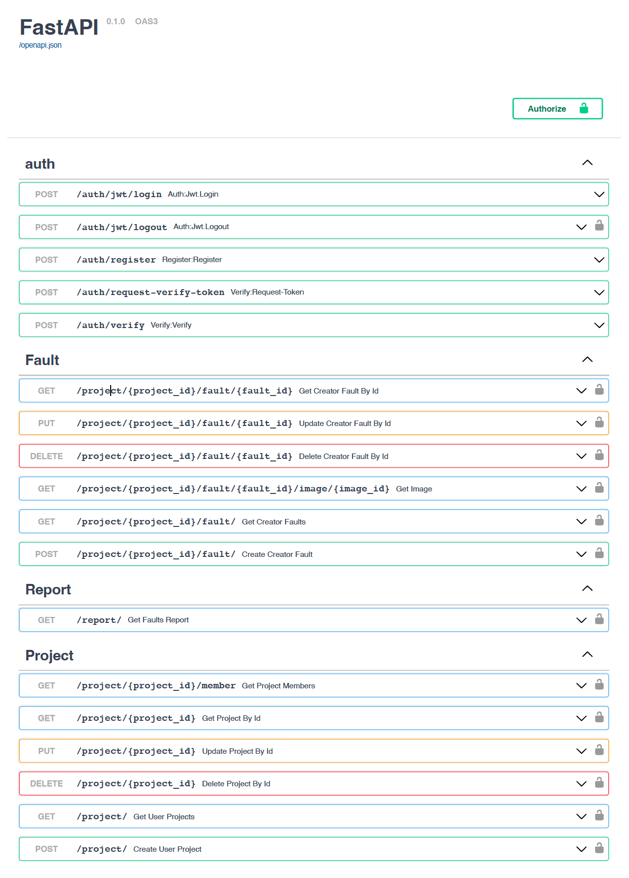 FastAPI 0.1.0 OAS3
/openapi.json
Authorize
auth
POST /auth/jwt/login Auth:Jwt.Login
POST /auth/jwt/logout Auth:Jwt.Logout
POST /auth/register Register:Register
POST /auth/request-verify-token Verify:Request-Token
POST /auth/verify Verify:Verify
Fault
GET /project/{project_id}/fault/{fault_id} Get Creator Fault By Id
PUT /project/{project_id}/fault/{fault_id} Update Creator Fault By Id
DELETE /project/{project_id}/fault/{fault_id} Delete Creator Fault By Id
GET /project/{project_id}/fault/{fault_id}/image/{image_id} Get Image
GET /project/{project_id}/fault/ Get Creator Faults
POST /project/{project_id}/fault/ Create Creator Fault
Report
GET /report/ Get Faults Report
Project
GET /project/{project_id}/member Get Project Members
GET /project/{project_id} Get Project By Id
PUT /project/{project_id} Update Project By Id
DELETE /project/{project_id} Delete Project By Id
GET /project/ Get User Projects
POST /project/ Create User Project